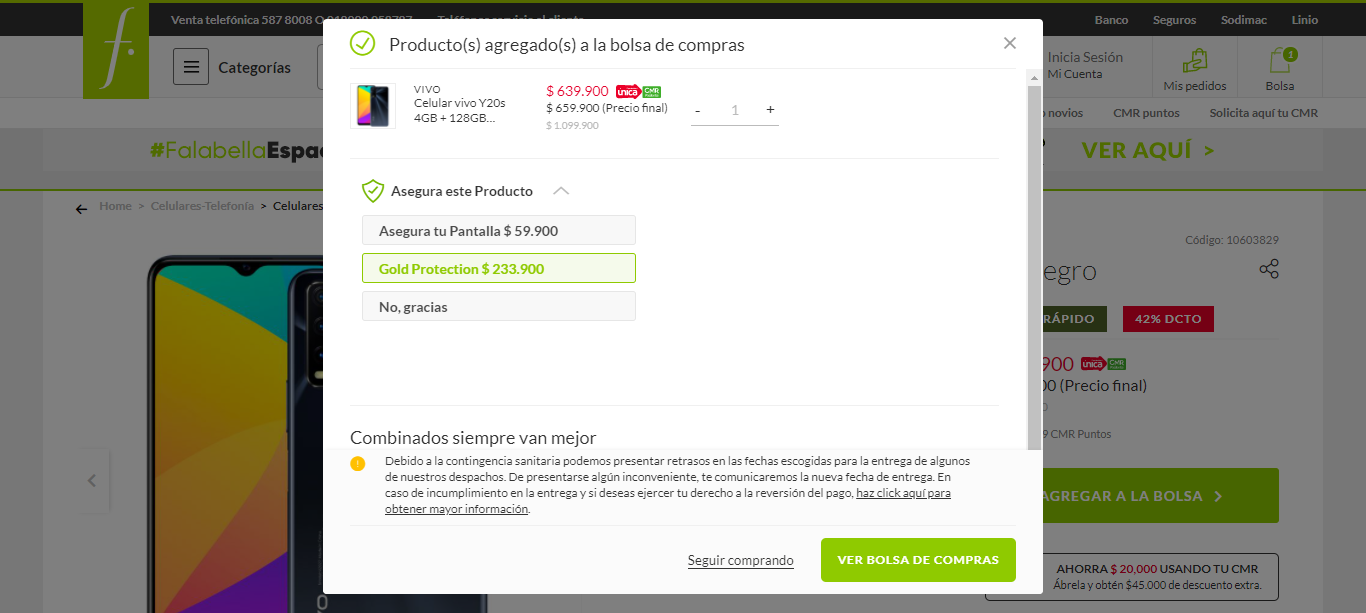 Venta telefónica 587 8008 O
Banco
Seguros
Sodimac
Linio
f.
Categorías
Inicia Sesión
Mi Cuenta
Mis pedidos
1
Bolsa
novios
CMR puntos
Solicita aquí tu CMR
#FalabellaEspac
VER AQUÍ >
Home > Celulares-Telefonía > Celulares
Código: 10603829
egro
RÁPIDO
42% DCTO
900 única CMR
00 (Precio final)
0
9 CMR Puntos
AGREGAR A LA BOLSA >
AHORRA $ 20,000 USANDO TU CMR
Ábrela y obtén $45.000 de descuento extra.
Producto(s) agregado(s) a la bolsa de compras
VIVO
Celular vivo Y20s
4GB + 128GB...
$ 639.900 única CMR
$ 659.900 (Precio final)
$ 1.099.900
- 1 +
Asegura este Producto
Asegura tu Pantalla $ 59.900
Gold Protection $ 233.900
No, gracias
Combinados siempre van mejor
Debido a la contingencia sanitaria podemos presentar retrasos en las fechas escogidas para la entrega de algunos
de nuestros despachos. De presentarse algún inconveniente, te comunicaremos la nueva fecha de entrega. En
caso de incumplimiento en la entrega y si deseas ejercer tu derecho a la reversión del pago, haz click aquí para
obtener mayor información.
Seguir comprando
VER BOLSA DE COMPRAS